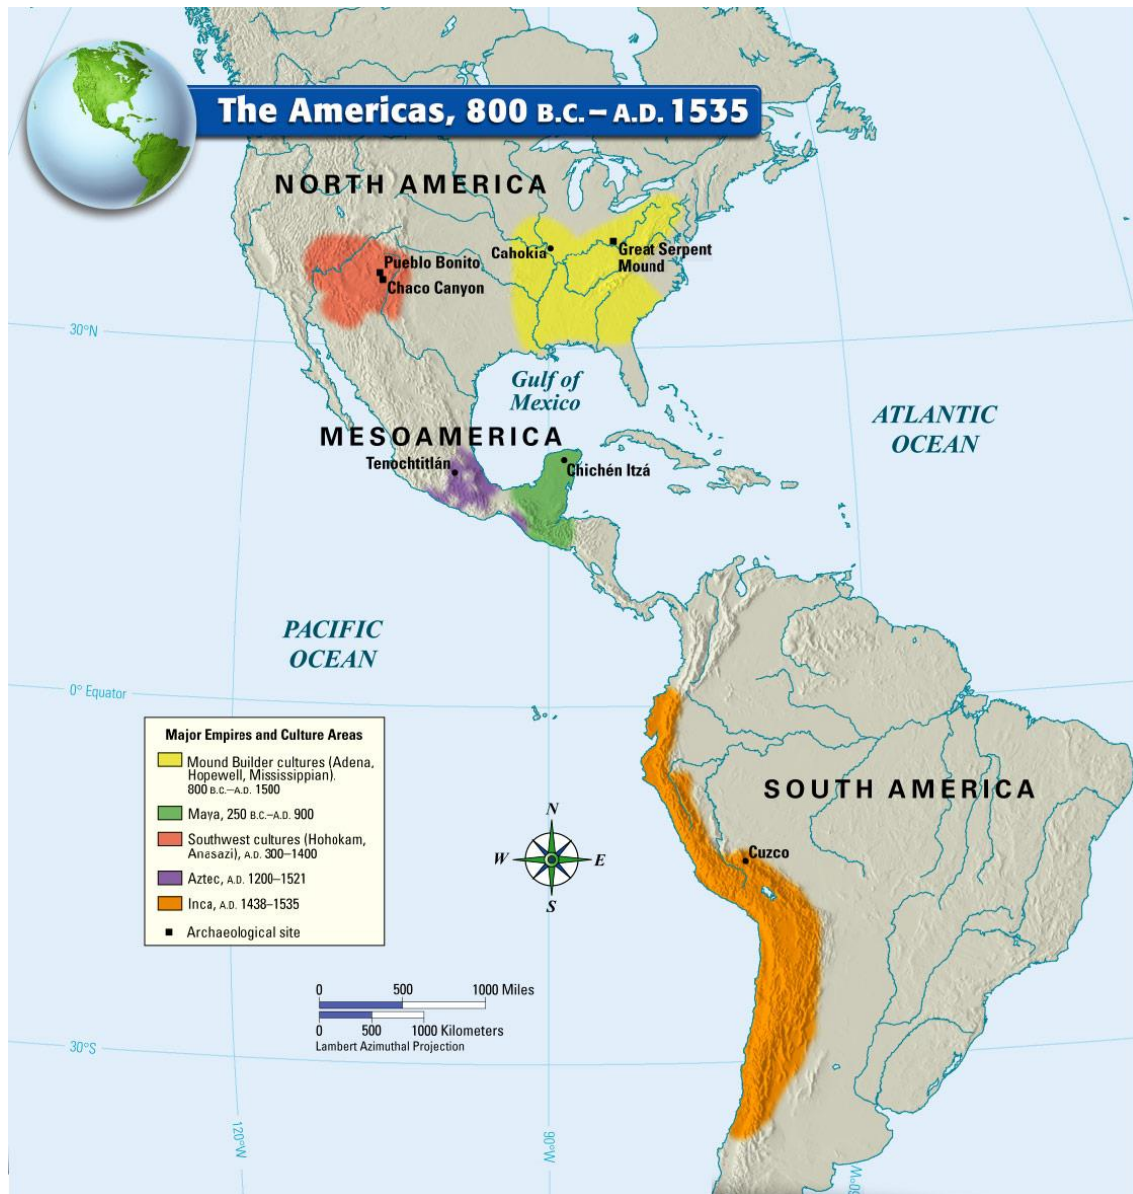 The Americas, 800 B.C. – A.D. 1535
NORTH AMERICA
Cahokia
Great Serpent
Mound
Pueblo Bonito
Chaco Canyon
30°N
Gulf of
Mexico
ATLANTIC
OCEAN
MESOAMERICA
Tenochtitlán
Chichén Itzá
PACIFIC
OCEAN
0° Equator
Major Empires and Culture Areas
Mound Builder cultures (Adena,
Hopewell, Mississippian).
800 B.C.–A.D. 1500
Maya, 250 B.C.–A.D. 900
Southwest cultures (Hohokam,
Anasazi), A.D. 300–1400
Aztec, A.D. 1200–1521
Inca, A.D. 1438–1535
Archaeological site
N
W
E
S
SOUTH AMERICA
Cuzco
0 500 1000 Miles
0 500 1000 Kilometers
Lambert Azimuthal Projection
30°S
120°W
90°W
60°W